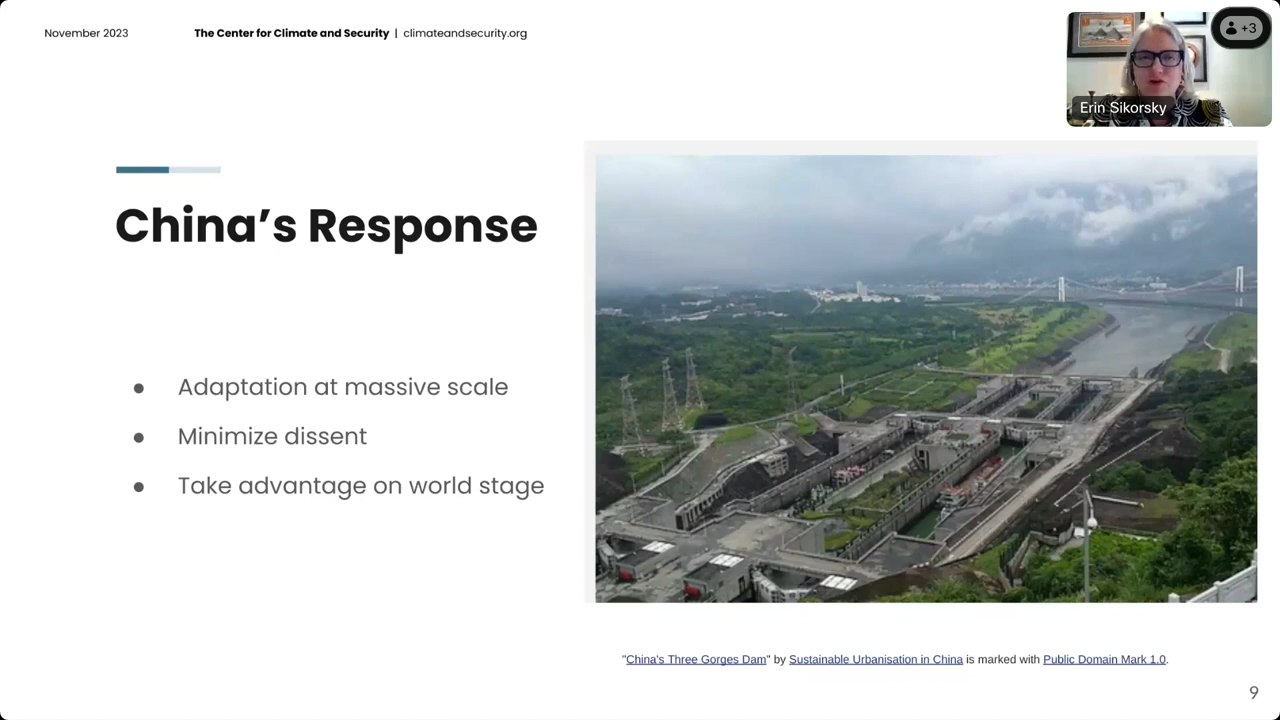 November 2023
The Center for Climate and Security | climateandsecurity.org
+3
Erin Sikorsky
China’s Response
● Adaptation at massive scale
● Minimize dissent
● Take advantage on world stage
"China's Three Gorges Dam" by Sustainable Urbanisation in China is marked with Public Domain Mark 1.0.
9